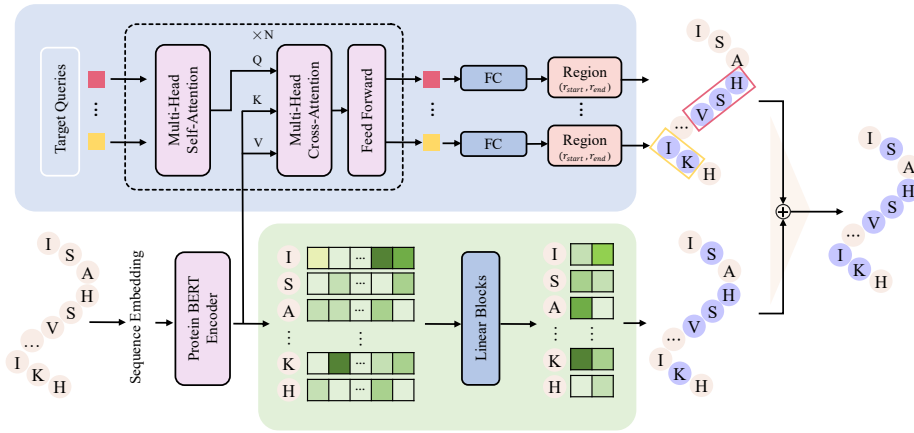 ×N
Target Queries
Multi-Head
Self-Attention
Q
K
V
Multi-Head
Cross-Attention
Feed Forward
...
...
FC
FC
...
Region
(r_start, r_end)
...
Region
(r_start, r_end)
I
S
A
H
S
V
...
I
K
H
I
S
A
H
S
V
...
I
K
H
Sequence Embedding
Protein BERT
Encoder
I
...
S
...
A
...
...
...
K
...
H
...
Linear Blocks
I
S
A
...
...
K
H
I
S
A
H
S
V
...
I
K
H
+
I
S
A
H
S
V
...
I
K
H